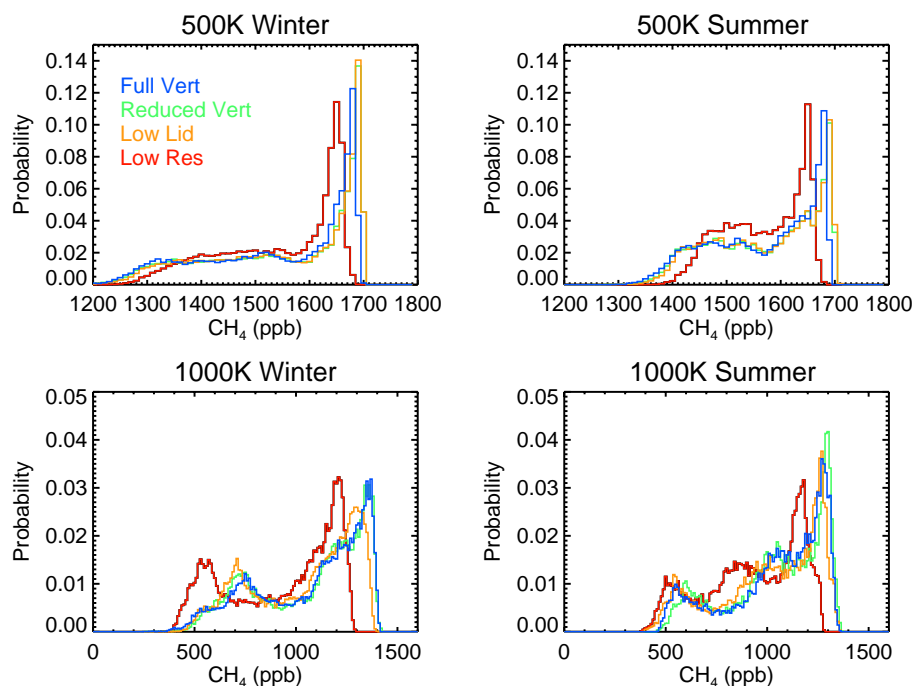 500K Winter
0.14
0.12
0.10
0.08
0.06
0.04
0.02
0.00
Probability
Full Vert
Reduced Vert
Low Lid
Low Res
1200 1300 1400 1500 1600 1700 1800
CH4 (ppb)
500K Summer
0.14
0.12
0.10
0.08
0.06
0.04
0.02
0.00
Probability
1200 1300 1400 1500 1600 1700 1800
CH4 (ppb)
1000K Winter
0.05
0.04
0.03
0.02
0.01
0.00
Probability
0 500 1000 1500
CH4 (ppb)
1000K Summer
0.05
0.04
0.03
0.02
0.01
0.00
Probability
0 500 1000 1500
CH4 (ppb)